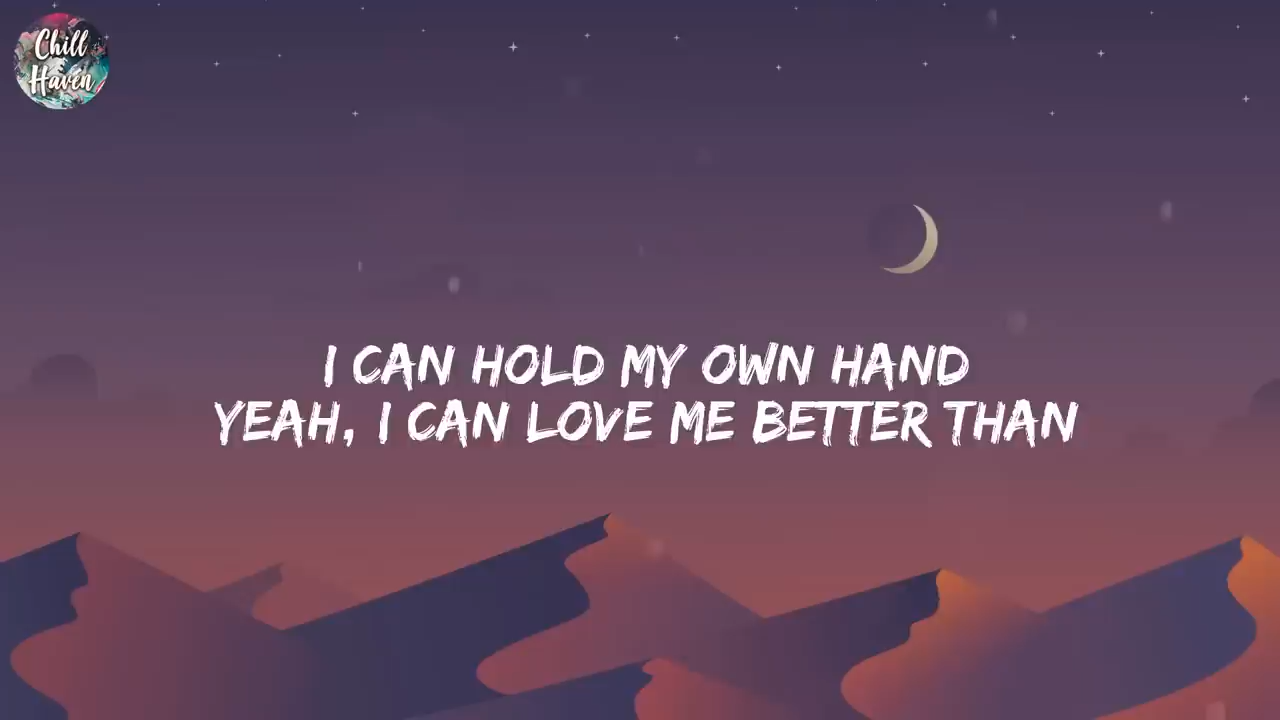 Chill
Haven
I CAN HOLD MY OWN HAND
YEAH, I CAN LOVE ME BETTER THAN